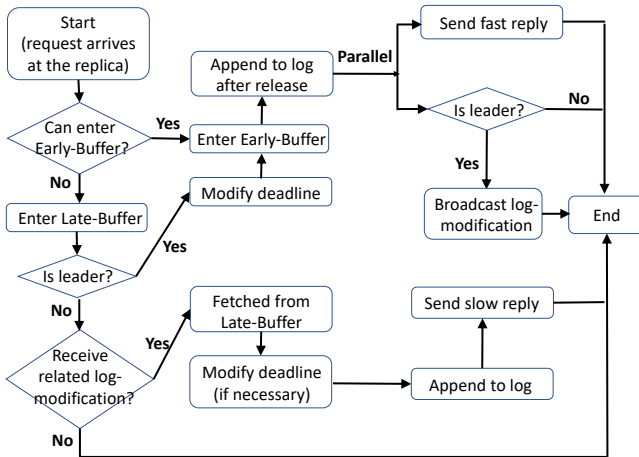 Start
(request arrives
at the replica)
Can enter
Early-Buffer?
Yes
No
Enter Early-Buffer
Append to log
after release
Parallel
Send fast reply
Is leader?
No
Yes
Broadcast log-
modification
End
Enter Late-Buffer
Is leader?
Yes
Modify deadline
No
Receive
related log-
modification?
Yes
Fetched from
Late-Buffer
Modify deadline
(if necessary)
Append to log
Send slow reply
No